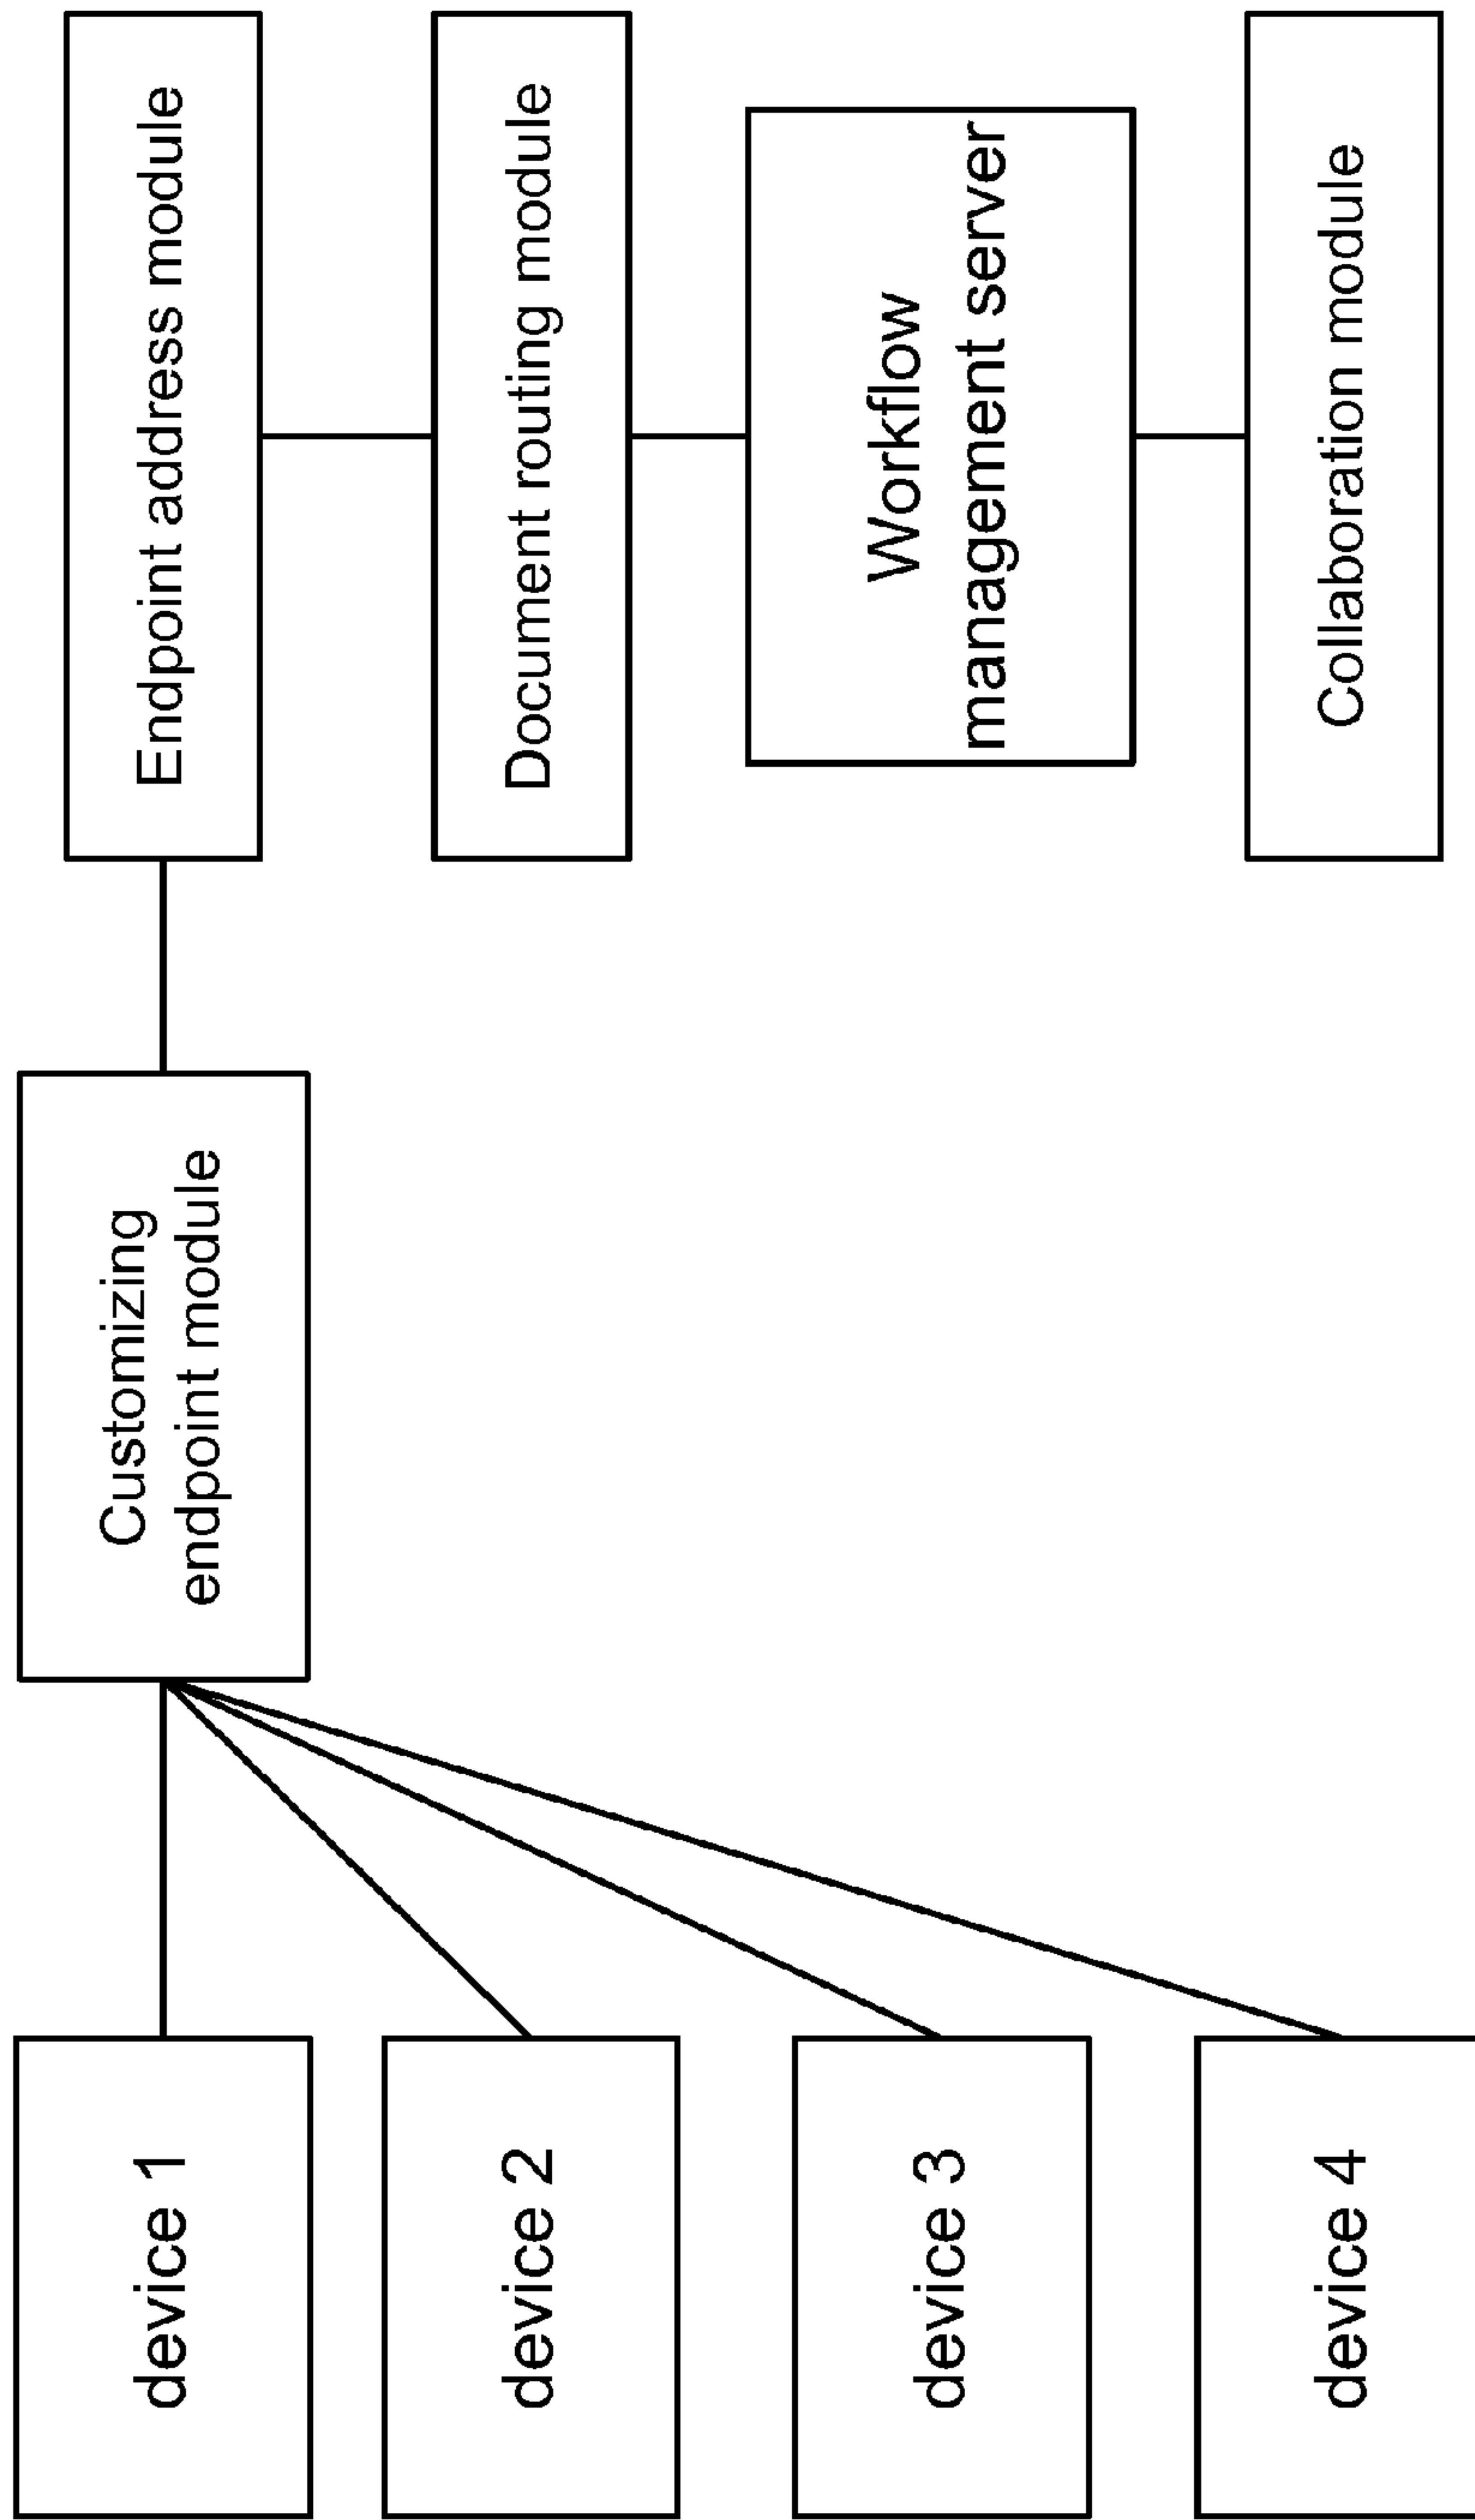 device 1
Customizing
endpoint module
Endpoint address module
device 2
Document routing module
device 3
Workflow
management server
device 4
Collaboration module